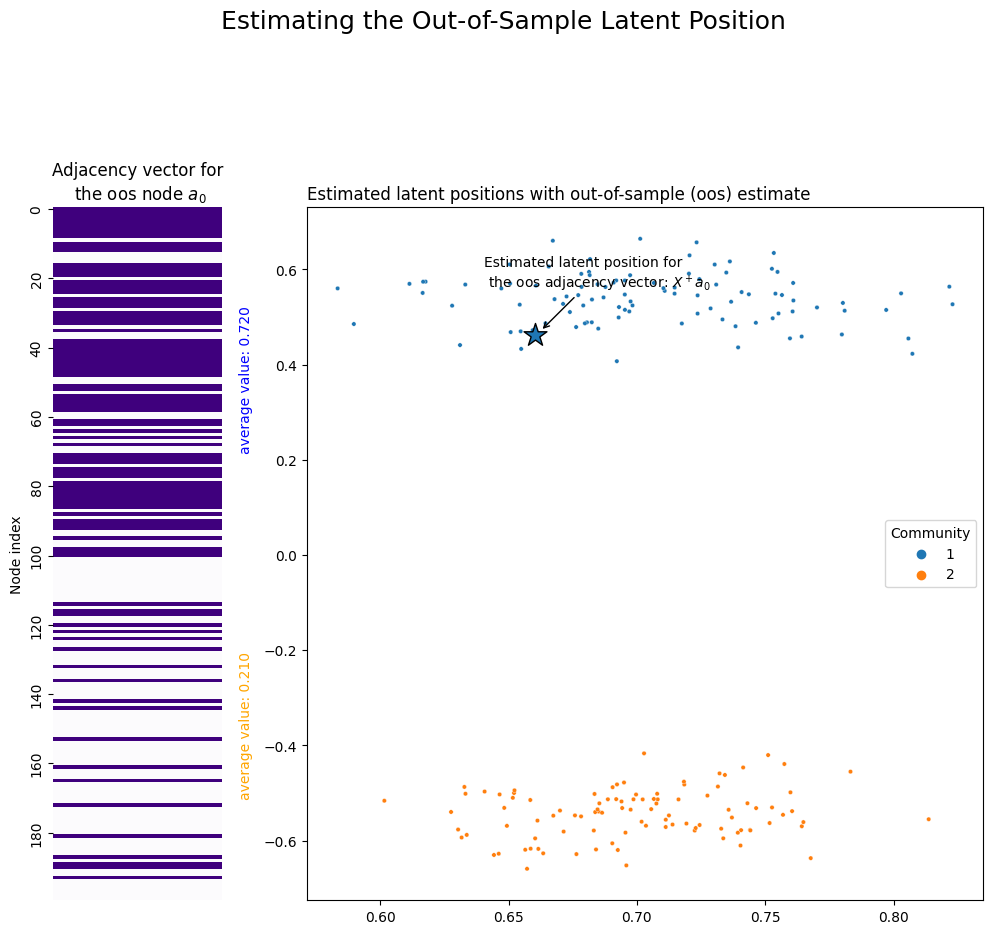 Estimating the Out-of-Sample Latent Position
Adjacency vector for
the oos node a₀
Node index
0
20
40
60
80
100
120
140
160
180
average value: 0.720
average value: 0.210
Estimated latent positions with out-of-sample (oos) estimate
Estimated latent position for
the oos adjacency vector: X⁺a₀
0.6
0.4
0.2
0.0
−0.2
−0.4
−0.6
0.60
0.65
0.70
0.75
0.80
Community
1
2